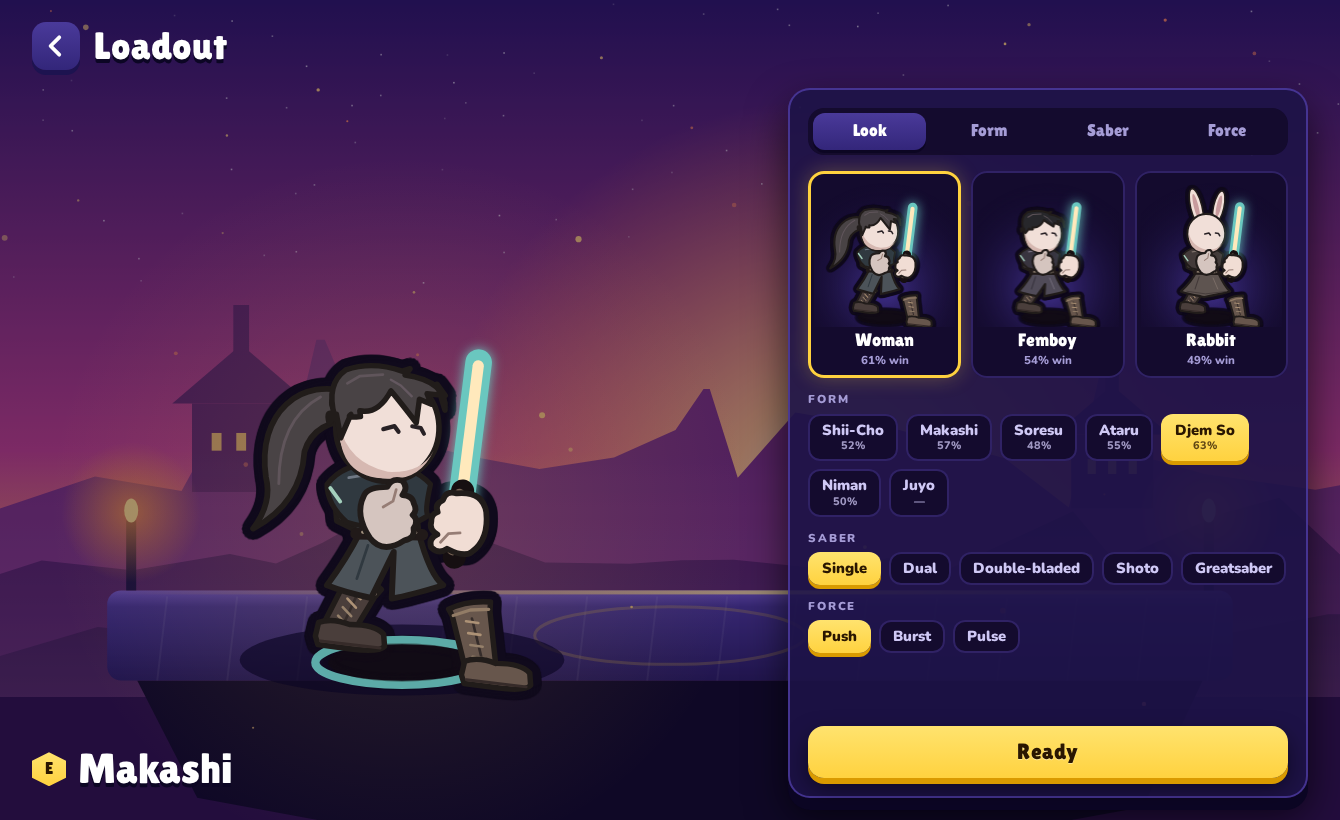 Loadout
Look Form Saber Force
Woman Femboy Rabbit
61% win 54% win 49% win
FORM
Shii-Cho Makashi Soresu Ataru Djem So
52% 57% 48% 55% 63%
Niman Juyo
50% —
SABER
Single Dual Double-bladed Shoto Greatsaber
FORCE
Push Burst Pulse
Ready
E Makashi